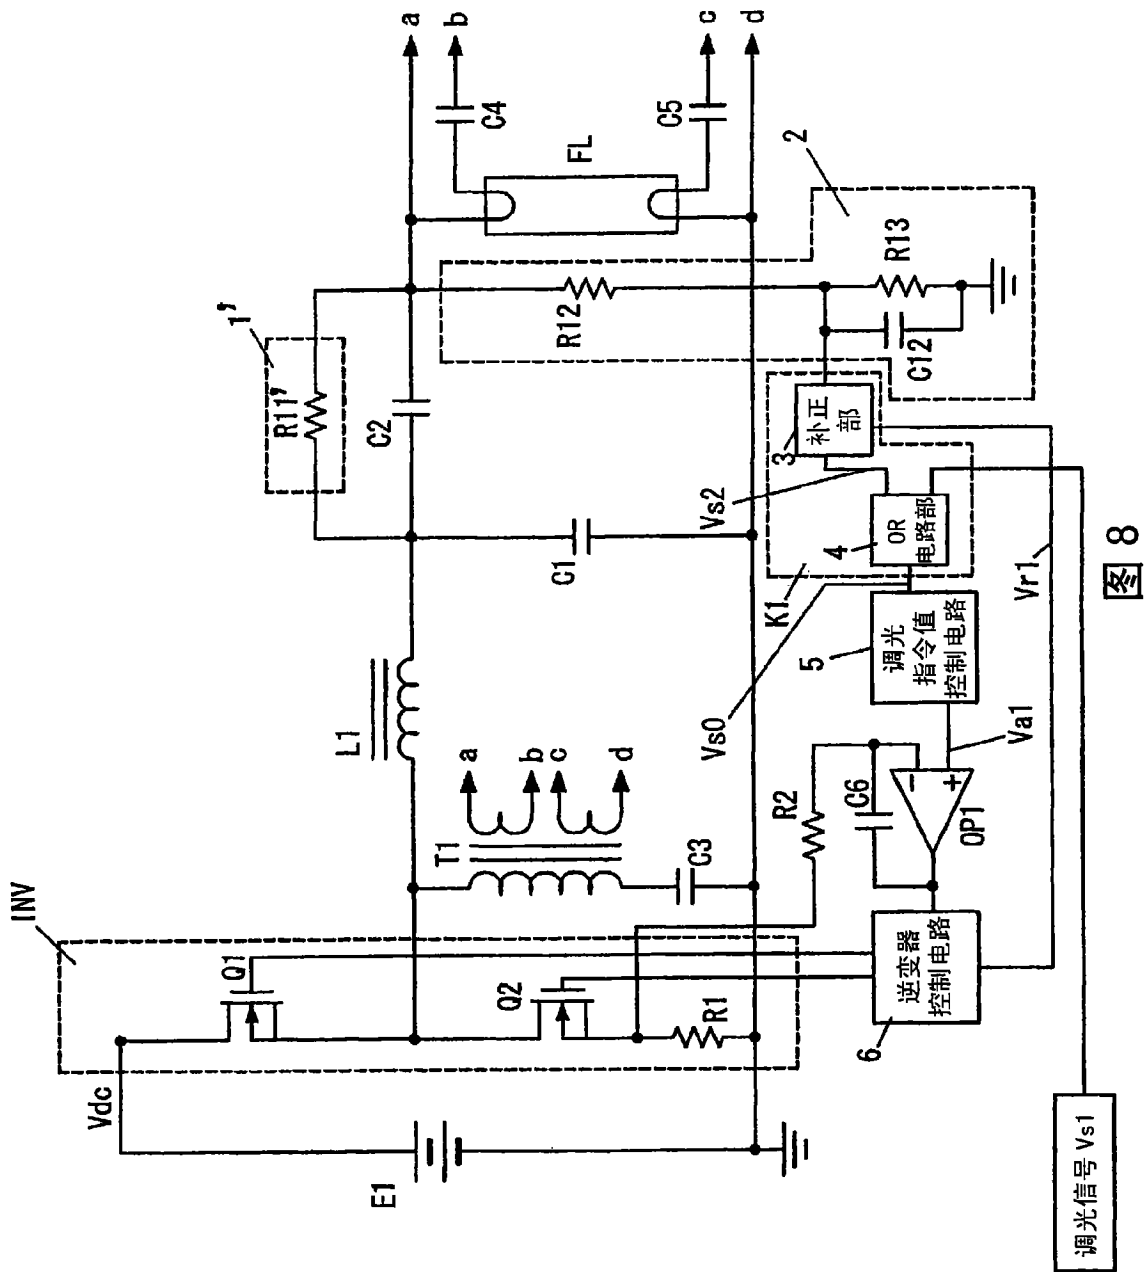 INV
Vdc
E1
Q1
Q2
R1
T1
a
b
c
d
C3
L1
C1
C2
1'
R11'
a
b
c
d
C4
C5
FL
2
R12
R13
C12
3
补正
部
Vs2
4
OR
电路部
K1
Vs0
5
调光
指令值
控制电路
Va1
Vr1
R2
C6
−
+
OP1
6
逆变器
控制电路
调光信号 Vs1
图 8